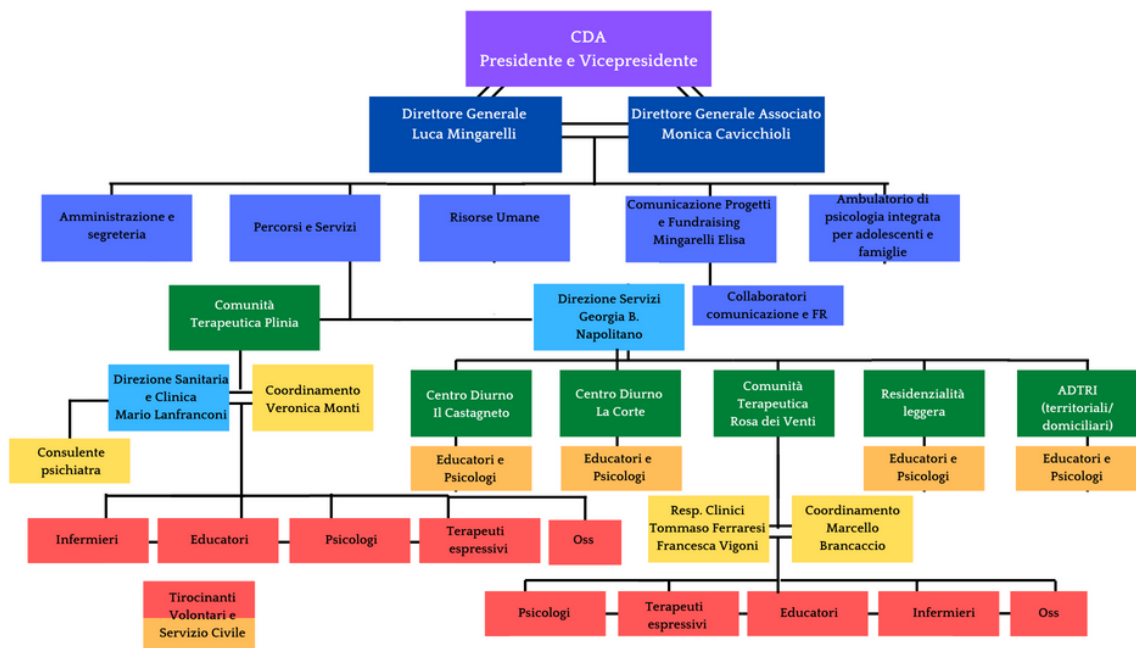 CDA
Presidente e Vicepresidente
Direttore Generale
Luca Mingarelli
Direttore Generale Associato
Monica Cavicchioli
Amministrazione e
segreteria
Percorsi e Servizi
Risorse Umane
Comunicazione Progetti
e Fundraising
Mingarelli Elisa
Ambulatorio di
psicologia integrata
per adolescenti e
famiglie
Collaboratori
comunicazione e FR
Comunità
Terapeutica Plinia
Direzione Servizi
Georgia B.
Napolitano
Direzione Sanitaria
e Clinica
Mario Lanfranconi
Coordinamento
Veronica Monti
Consulente
psichiatra
Centro Diurno
Il Castagneto
Centro Diurno
La Corte
Comunità
Terapeutica
Rosa dei Venti
Residenzialità
leggera
ADTRI
(territoriali/
domiciliari)
Educatori e
Psicologi
Educatori e
Psicologi
Educatori e
Psicologi
Educatori e
Psicologi
Resp. Clinici
Tommaso Ferraresi
Francesca Vigoni
Coordinamento
Marcello
Brancaccio
Infermieri
Educatori
Psicologi
Terapeuti
espressivi
Oss
Tirocinanti
Volontari e
Servizio Civile
Psicologi
Terapeuti
espressivi
Educatori
Infermieri
Oss